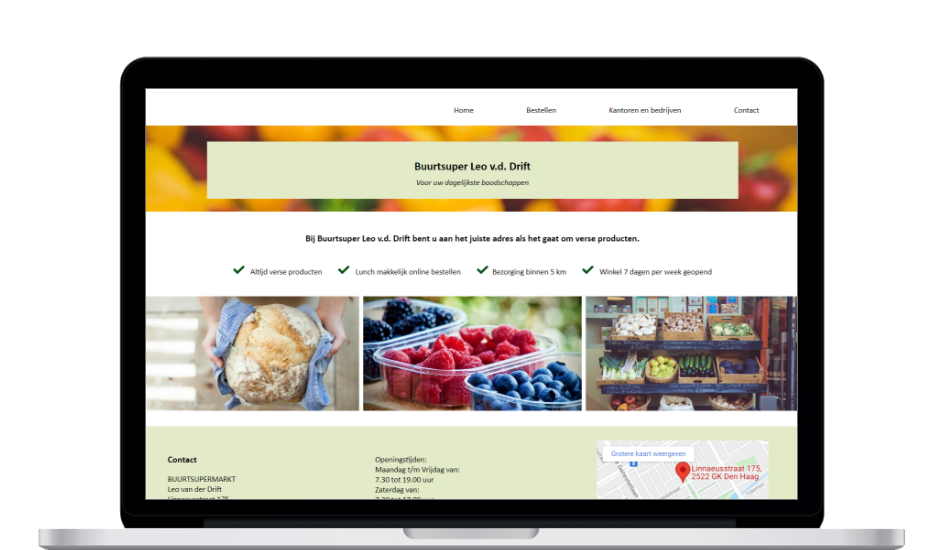 Home Bestellen Kantoren en bedrijven Contact
Buurtsuper Leo v.d. Drift
Voor uw dagelijkste boodschappen
Bij Buurtsuper Leo v.d. Drift bent u aan het juiste adres als het gaat om verse producten.
Altijd verse producten Lunch makkelijk online bestellen Bezorging binnen 5 km Winkel 7 dagen per week geopend
Contact
BUURTSUPERMARKT
Leo van der Drift
Linnaeustraat 175
Openingstijden:
Maandag t/m Vrijdag van:
7.30 tot 19.00 uur
Zaterdag van:
Grotere kaart weergeven
Linnaeusstraat 175,
2522 GK Den Haag